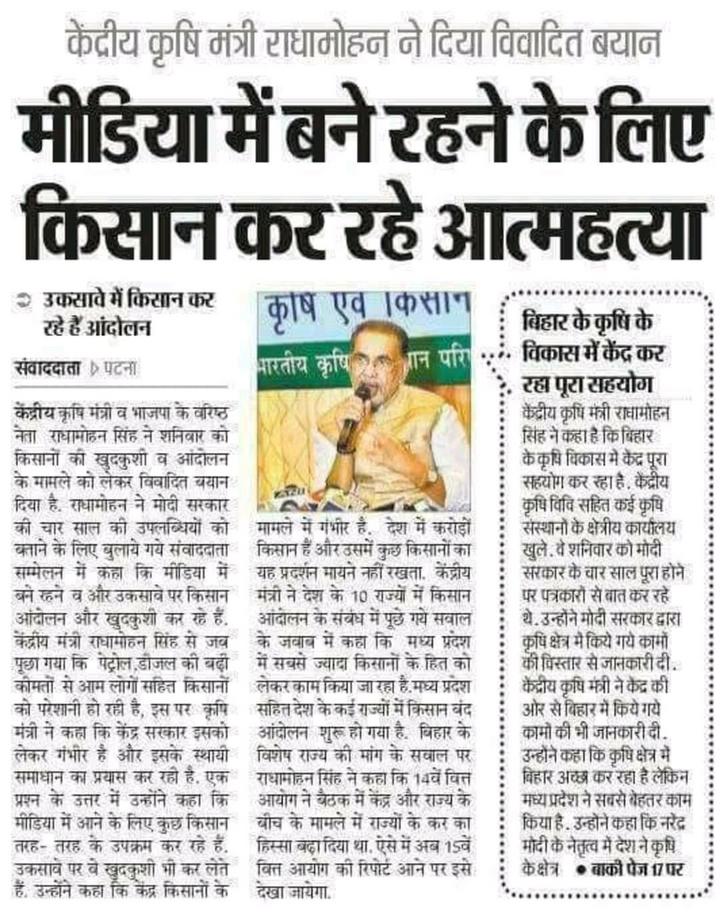 केंद्रीय कृषि मंत्री राधामोहन ने दिया विवादित बयान
मीडिया में बने रहने के लिए
किसान कर रहे आत्महत्या
उकसावे में किसान कर
रहे हैं आंदोलन
संवाददाता ▷ पटना
केंद्रीय कृषि मंत्री व भाजपा के वरिष्ठ
नेता राधामोहन सिंह ने शनिवार को
किसानों की खुदकुशी व आंदोलन
के मामले को लेकर विवादित बयान
दिया है. राधामोहन ने मोदी सरकार
की चार साल की उपलब्धियों को
बताने के लिए बुलाये गये संवाददाता
सम्मेलन में कहा कि मीडिया में
बने रहने व और उकसावे पर किसान
आंदोलन और खुदकुशी कर रहे हैं.
केंद्रीय मंत्री राधामोहन सिंह से जब
पूछा गया कि पेट्रोल,डीजल की बढ़ी
कीमतों से आम लोगों सहित किसानों
को परेशानी हो रही है, इस पर कृषि
मंत्री ने कहा कि केंद्र सरकार इसको
लेकर गंभीर है और इसके स्थायी
समाधान का प्रयास कर रही है. एक
प्रश्न के उत्तर में उन्होंने कहा कि
मीडिया में आने के लिए कुछ किसान
तरह- तरह के उपक्रम कर रहे हैं.
उकसावे पर वे खुदकुशी भी कर लेते
हैं. उन्होंने कहा कि केंद्र किसानों के
कृषि एवं किसान
भारतीय कृषि
ान परि
मामले में गंभीर है. देश में करोड़ों
किसान हैं और उसमें कुछ किसानों का
यह प्रदर्शन मायने नहीं रखता. केंद्रीय
मंत्री ने देश के 10 राज्यों में किसान
आंदोलन के संबंध में पूछे गये सवाल
के जवाब में कहा कि मध्य प्रदेश
में सबसे ज्यादा किसानों के हित को
लेकर काम किया जा रहा है.मध्य प्रदेश
सहित देश के कई राज्यों में किसान बंद
आंदोलन शुरू हो गया है. बिहार के
विशेष राज्य की मांग के सवाल पर
राधामोहन सिंह ने कहा कि 14वें वित्त
आयोग ने बैठक में केंद्र और राज्य के
बीच के मामले में राज्यों के कर का
हिस्सा बढ़ा दिया था. ऐसे में अब 15वें
वित्त आयोग की रिपोर्ट आने पर इसे
देखा जायेगा.
बिहार के कृषि के
विकास में केंद्र कर
रहा पूरा सहयोग
केंद्रीय कृषि मंत्री राधामोहन
सिंह ने कहा है कि बिहार
के कृषि विकास में केंद्र पूरा
सहयोग कर रहा है. केंद्रीय
कृषि विवि सहित कई कृषि
संस्थानों के क्षेत्रीय कार्यालय
खुले. वे शनिवार को मोदी
सरकार के चार साल पूरा होने
पर पत्रकारों से बात कर रहे
थे. उन्होंने मोदी सरकार द्वारा
कृषि क्षेत्र में किये गये कामों
की विस्तार से जानकारी दी.
केंद्रीय कृषि मंत्री ने केंद्र की
ओर से बिहार में किये गये
कामों की भी जानकारी दी.
उन्होंने कहा कि कृषि क्षेत्र में
बिहार अच्छा कर रहा है लेकिन
मध्य प्रदेश ने सबसे बेहतर काम
किया है. उन्होंने कहा कि नरेंद्र
मोदी के नेतृत्व में देश ने कृषि
के क्षेत्र ● बाकी पेज 17 पर